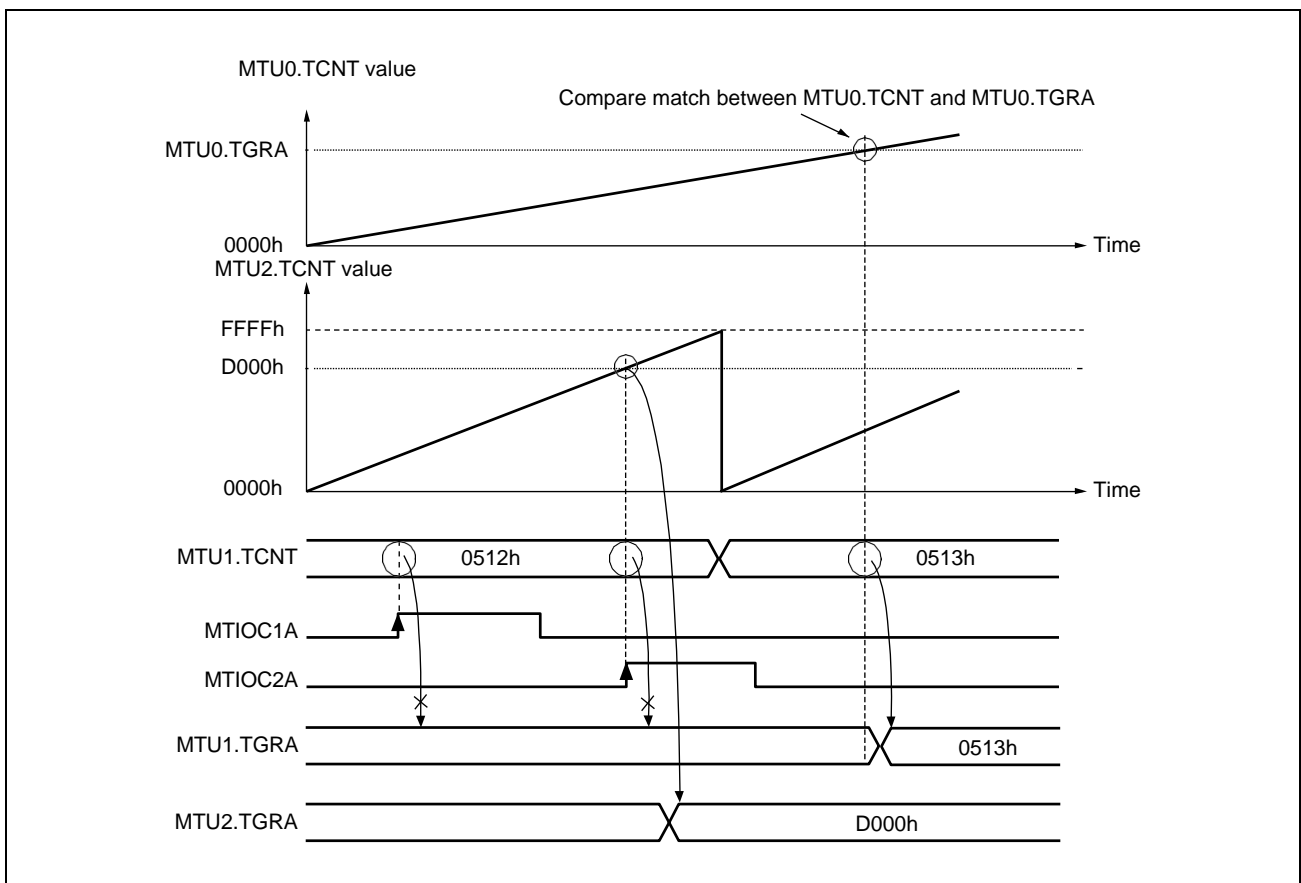 MTU0.TCNT value
Compare match between MTU0.TCNT and MTU0.TGRA
MTU0.TGRA
0000h
Time
MTU2.TCNT value
FFFFh
D000h
0000h
Time
MTU1.TCNT
0512h
0513h
MTIOC1A
MTIOC2A
MTU1.TGRA
0513h
MTU2.TGRA
D000h